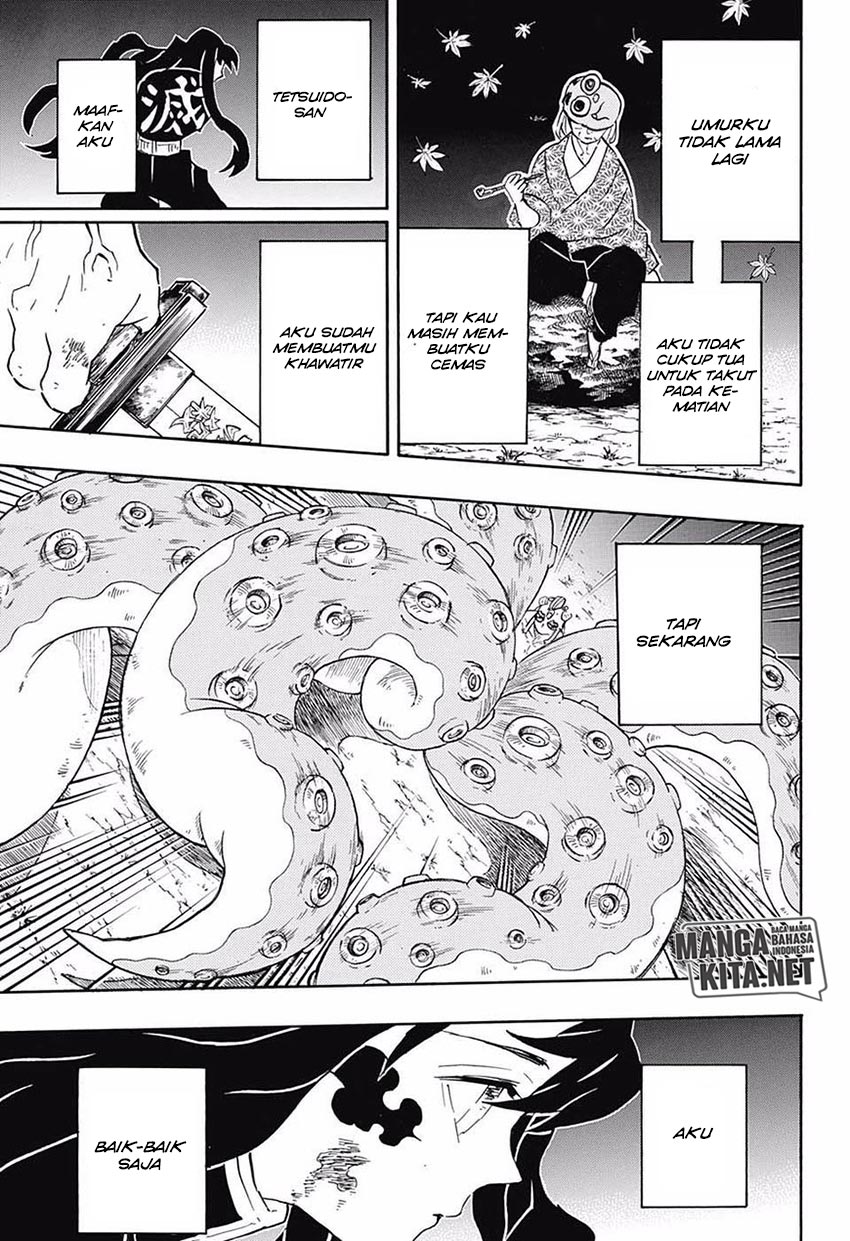 UMURKU
TIDAK LAMA
LAGI
AKU TIDAK
CUKUP TUA
UNTUK TAKUT
PADA KE-
MATIAN
TAPI KAU
MASIH MEM-
BUATKU
CEMAS
TETSUIDO-
SAN
MAAF-
KAN
AKU
滅
AKU SUDAH
MEMBUATMU
KHAWATIR
TAPI
SEKARANG
MANGA
KITA.NET
BACA MANGA
BAHASA
INDONESIA
AKU
BAIK-BAIK
SAJA